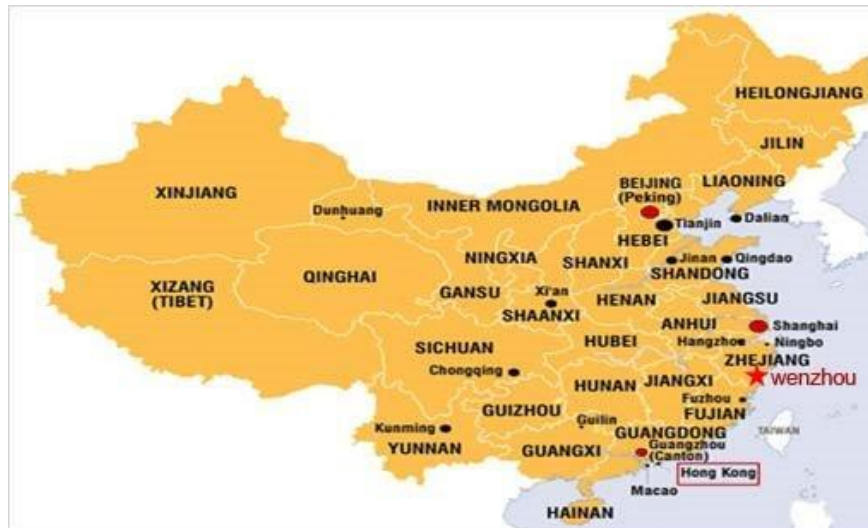 HEILONGJIANG
JILIN
LIAONING
BEIJING
(Peking)
XINJIANG
Dunhuang
INNER MONGOLIA
Tianjin
Dalian
HEBEI
NINGXIA
SHANXI
Jinan
Qingdao
SHANDONG
QINGHAI
XIZANG
(TIBET)
GANSU
Xi'an
SHAANXI
HENAN
JIANGSU
ANHUI
Shanghai
HUBEI
Hangzhou
Ningbo
SICHUAN
ZHEJIANG
Chongqing
wenzhou
HUNAN
JIANGXI
Fuzhou
GUIZHOU
FUJIAN
Kunming
Guilin
GUANGDONG
TAIWAN
YUNNAN
GUANGXI
Guangzhou
(Canton)
Hong Kong
Macao
HAINAN